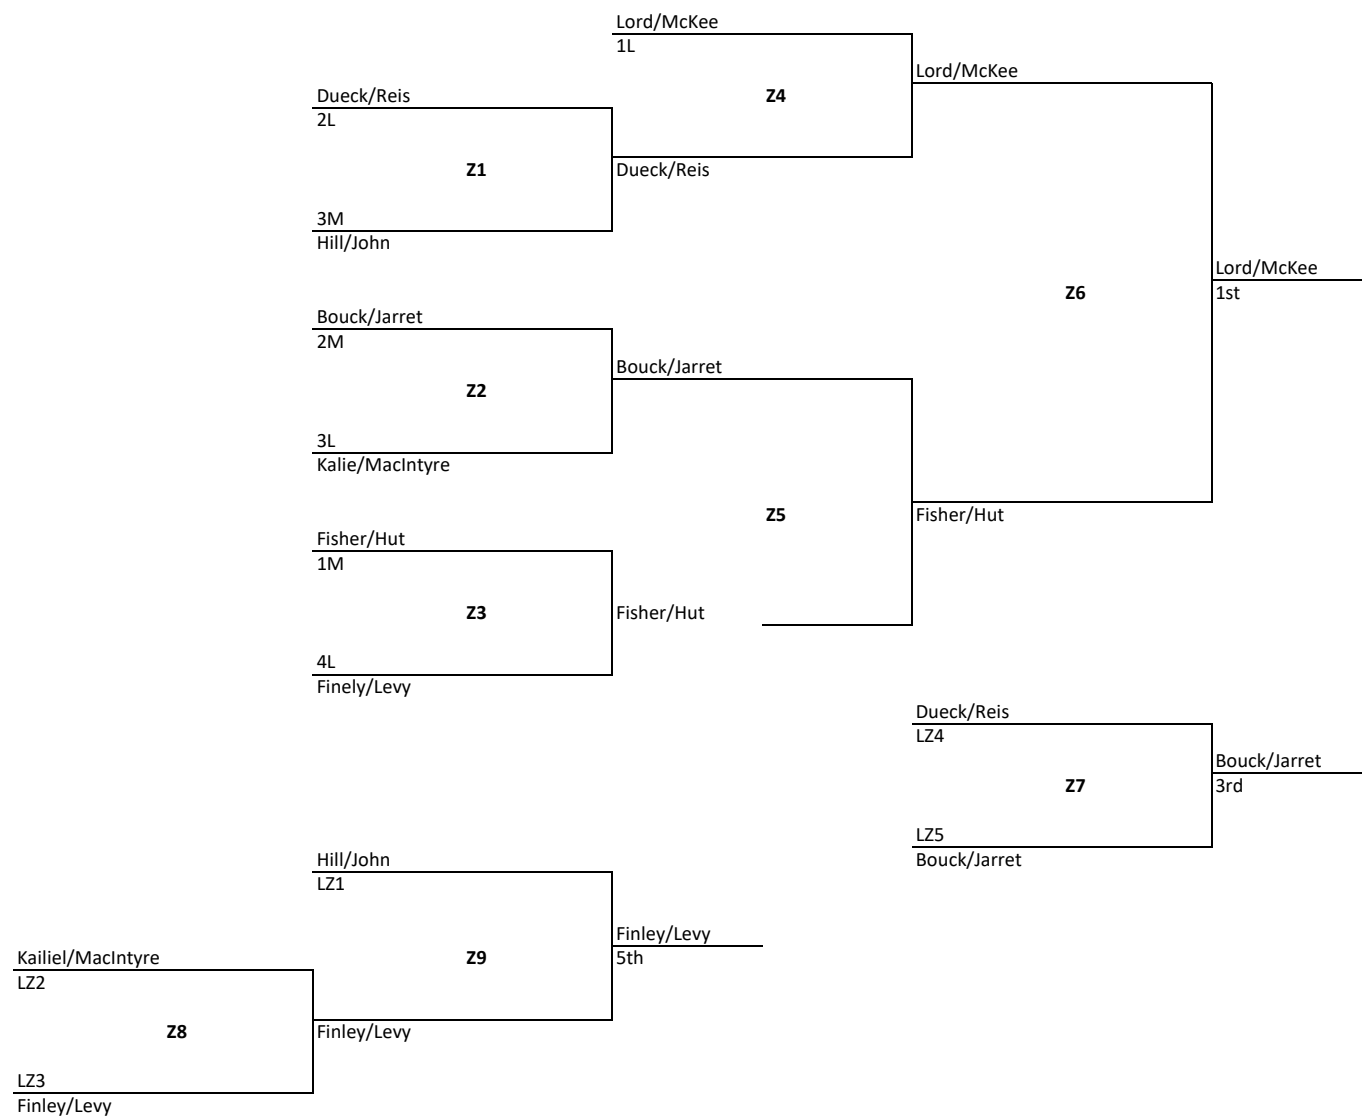 Lord/McKee
1L
Lord/McKee
Z4
Dueck/Reis
2L
Z1
Dueck/Reis
3M
Hill/John
Lord/McKee
Z6
1st
Bouck/Jarret
2M
Bouck/Jarret
Z2
3L
Kalie/MacIntyre
Z5
Fisher/Hut
Fisher/Hut
1M
Z3
Fisher/Hut
4L
Finely/Levy
Dueck/Reis
LZ4
Bouck/Jarret
Z7
3rd
LZ5
Bouck/Jarret
Hill/John
LZ1
Finley/Levy
Z9
5th
Kailiel/MacIntyre
LZ2
Z8
Finley/Levy
LZ3
Finley/Levy